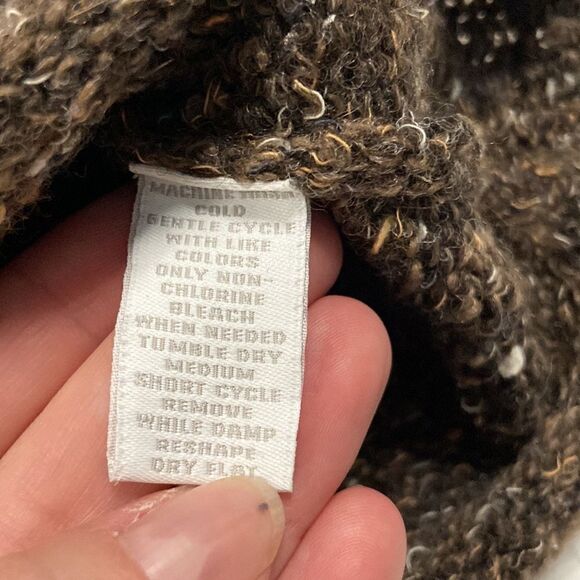 MACHINE WASH
COLD
GENTLE CYCLE
WITH LIKE
COLORS
ONLY NON-
CHLORINE
BLEACH
WHEN NEEDED
TUMBLE DRY
MEDIUM
SHORT CYCLE
REMOVE
WHILE DAMP
RESHAPE
DRY FLAT